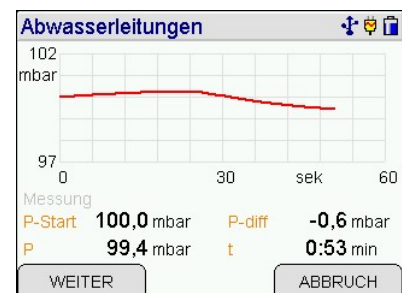 Abwasserleitungen
102
mbar
97
0 30 sek 60
Messung
P-Start 100,0 mbar P-diff -0,6 mbar
P 99,4 mbar t 0:53 min
WEITER ABBRUCH